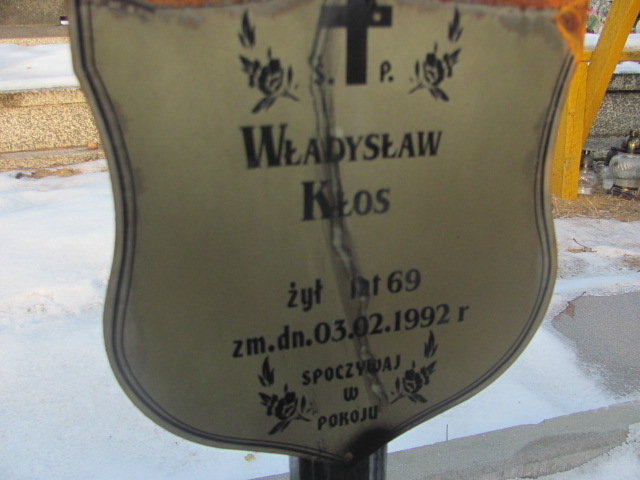 Ś. P.
WŁADYSŁAW
KŁOS
żył lat 69
zm.dn.03.02.1992 r
SPOCZYWAJ
W
POKOJU